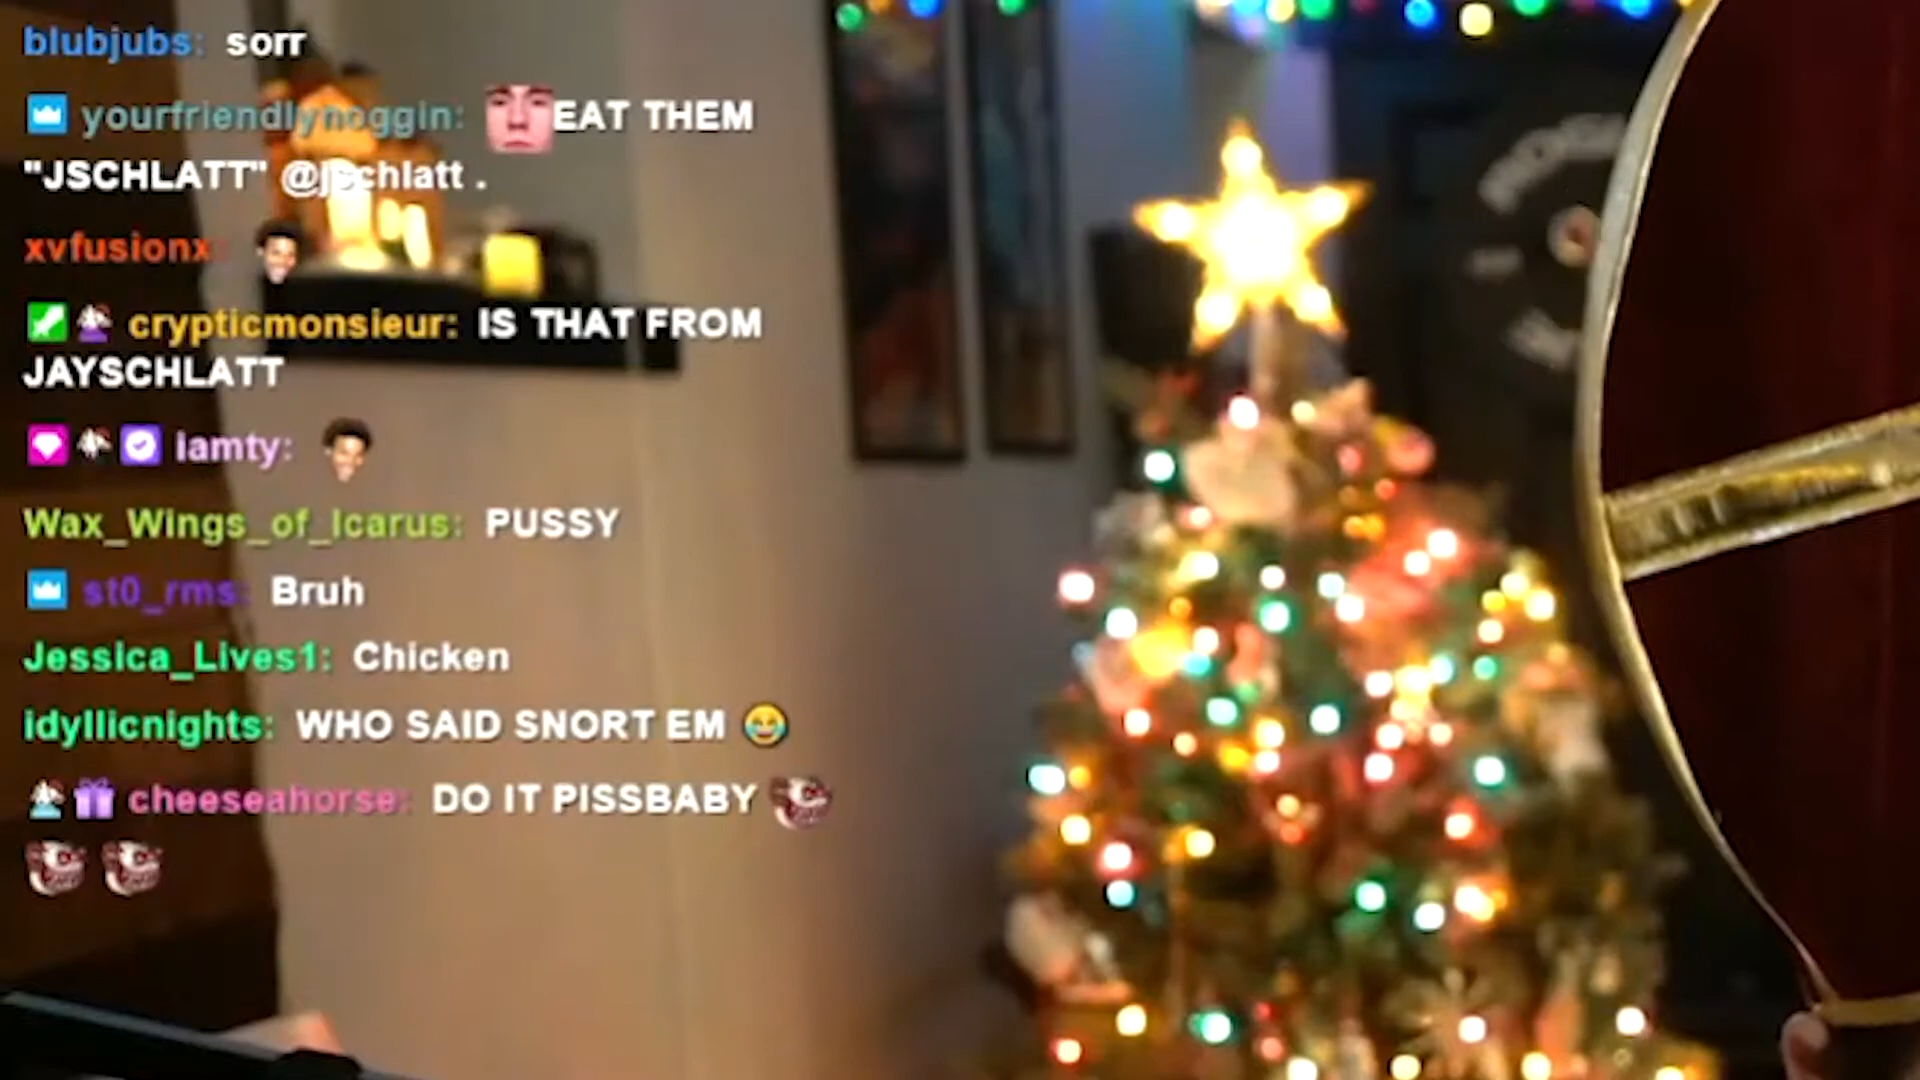 blubjubs: sorr
yourfriendlynoggin: EAT THEM
"JSCHLATT" @jschlatt .
xvfusionx:
crypticmonsieur: IS THAT FROM
JAYSCHLATT
iamty:
Wax_Wings_of_Icarus: PUSSY
st0_rms: Bruh
Jessica_Lives1: Chicken
idyllicnights: WHO SAID SNORT EM 😂
cheeseahorse: DO IT PISSBABY